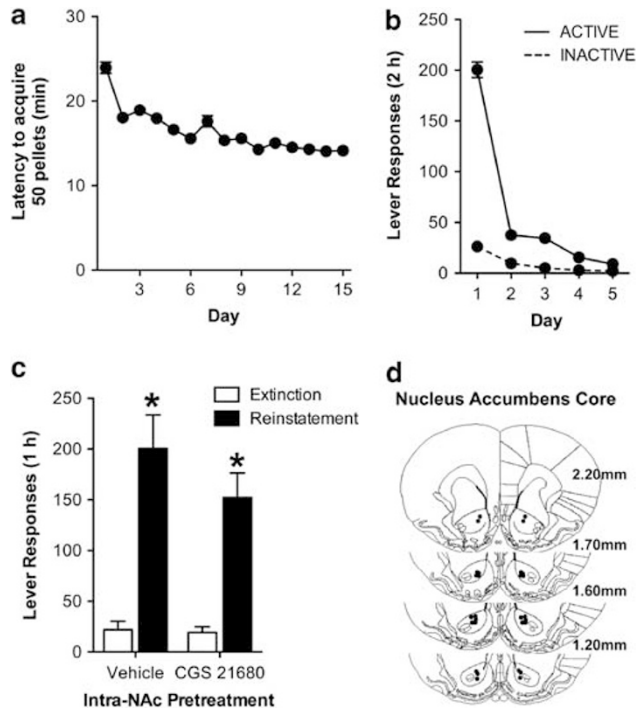 a
Latency to acquire
50 pellets (min)
30
20
10
0
3
6
9
12
15
Day
b
ACTIVE
INACTIVE
Lever Responses (2 h)
250
200
150
100
50
0
1
2
3
4
5
Day
c
Extinction
Reinstatement
Lever Responses (1 h)
250
200
150
100
50
0
*
*
Vehicle
CGS 21680
Intra-NAc Pretreatment
d
Nucleus Accumbens Core
2.20mm
1.70mm
1.60mm
1.20mm